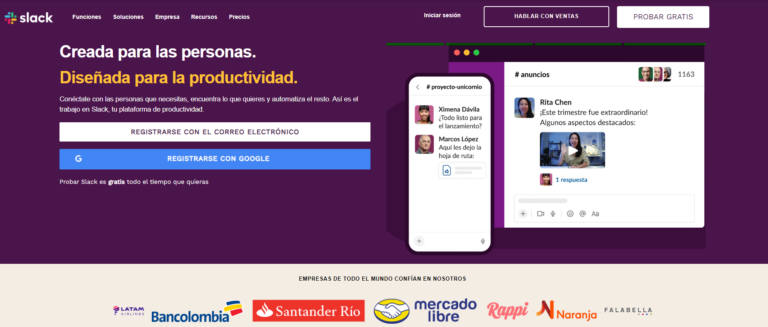 slack
Funciones Soluciones Empresa Recursos Precios
Iniciar sesión
HABLAR CON VENTAS
PROBAR GRATIS
Creada para las personas.
Diseñada para la productividad.
Conéctate con las personas que necesitas, encuentra lo que quieres y automatiza el resto. Así es el
trabajo en Slack, tu plataforma de productividad.
REGISTRARSE CON EL CORREO ELECTRÓNICO
G REGISTRARSE CON GOOGLE
Probar Slack es gratis todo el tiempo que quieras
# proyecto-unicornio
Ximena Dávila
¡Todo listo para
el lanzamiento?
Marcos López
Aquí les dejo la
hoja de ruta:
# anuncios
1163
Rita Chen
¡Este trimestre fue extraordinario!
Algunos aspectos destacados:
1 respuesta
@ Aa
EMPRESAS DE TODO EL MUNDO CONFÍAN EN NOSOTROS
LATAM
AIRLINES
Bancolombia
Santander Río
mercado
libre
Rappi
Naranja
FALABELLA